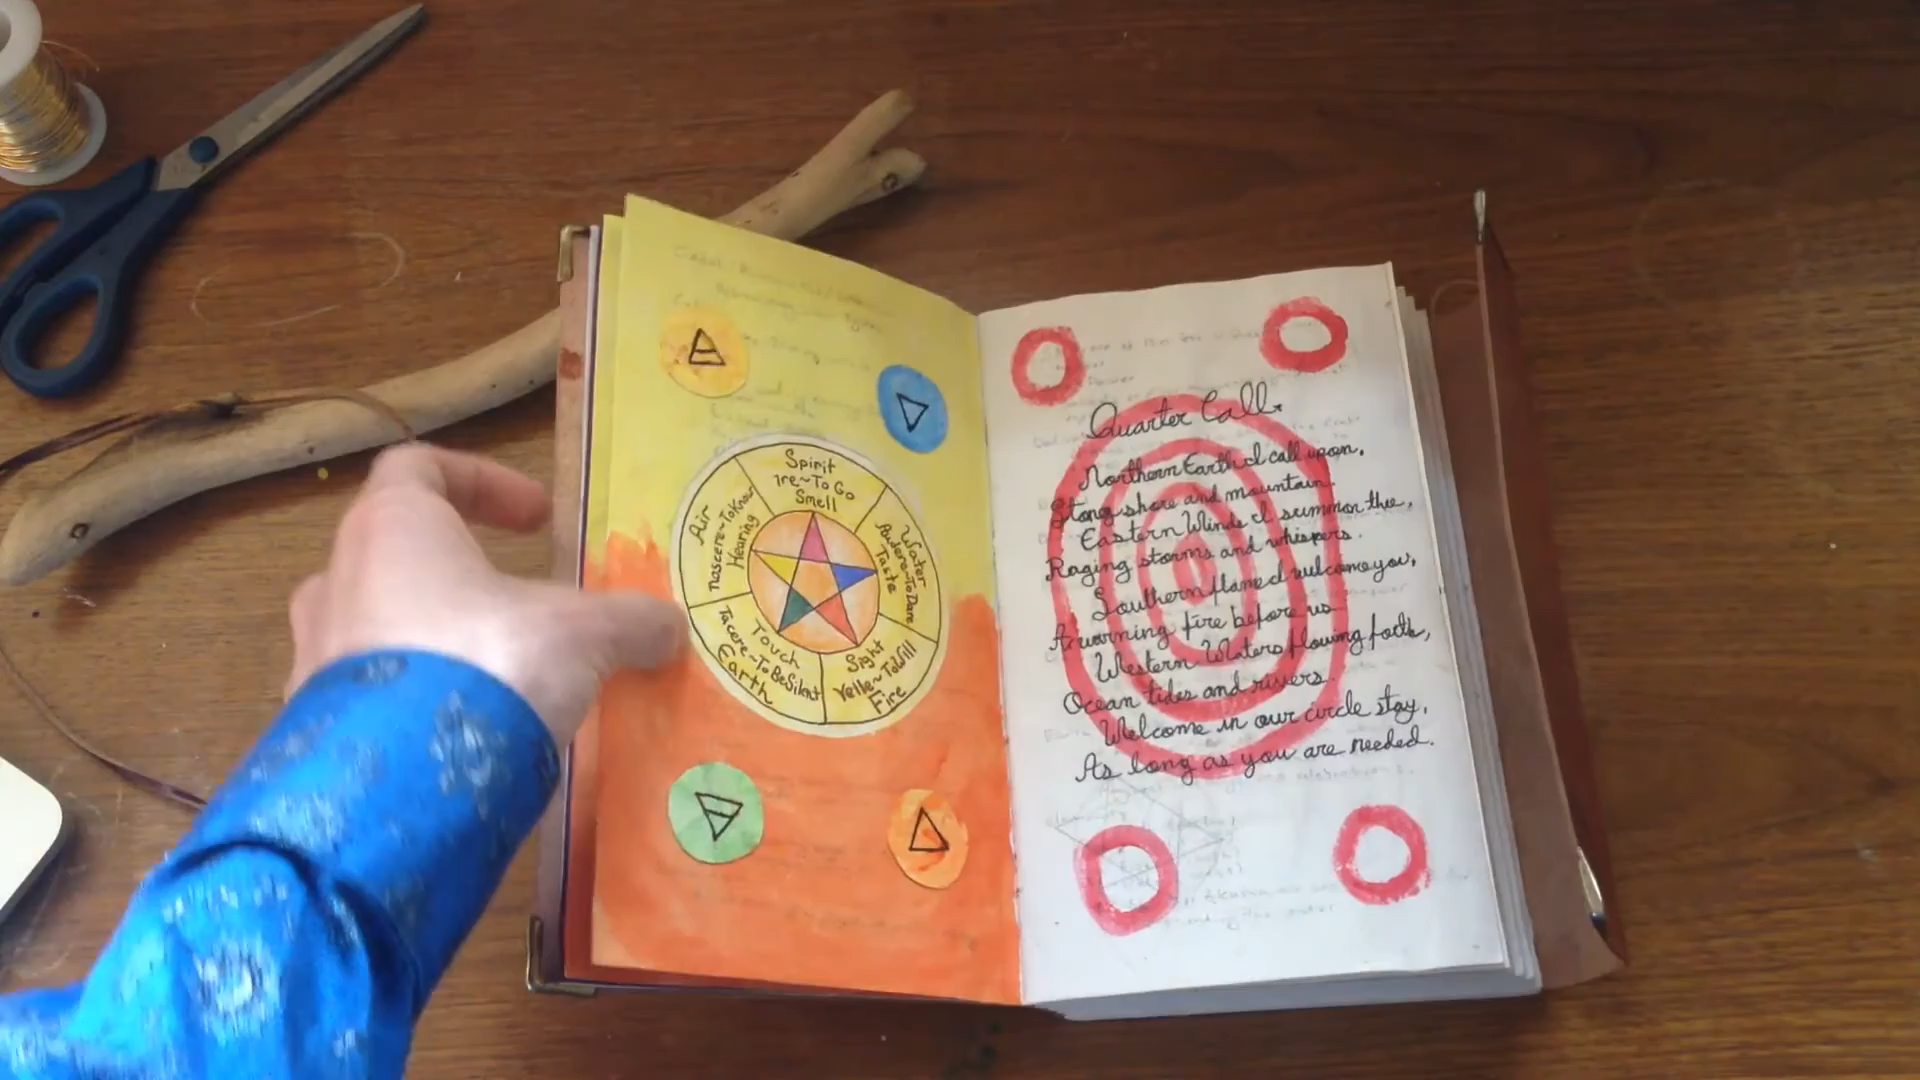 Spirit
Ire~To Go
Smell
Water
Audere~To Dare
Taste
Sight
Velle~To Will
Fire
Touch
Tacere~To Be Silent
Earth
Air
noscere~To Know
Hearing
Quarter Call
Northern Earth I call upon,
Stong shore and mountain.
Eastern Winds I summon thee,
Raging storms and whispers.
Southern flame I welcome you,
A warning fire before us
Western Waters flowing forth,
Ocean tides and rivers.
Welcome in our circle stay,
As long as you are needed.